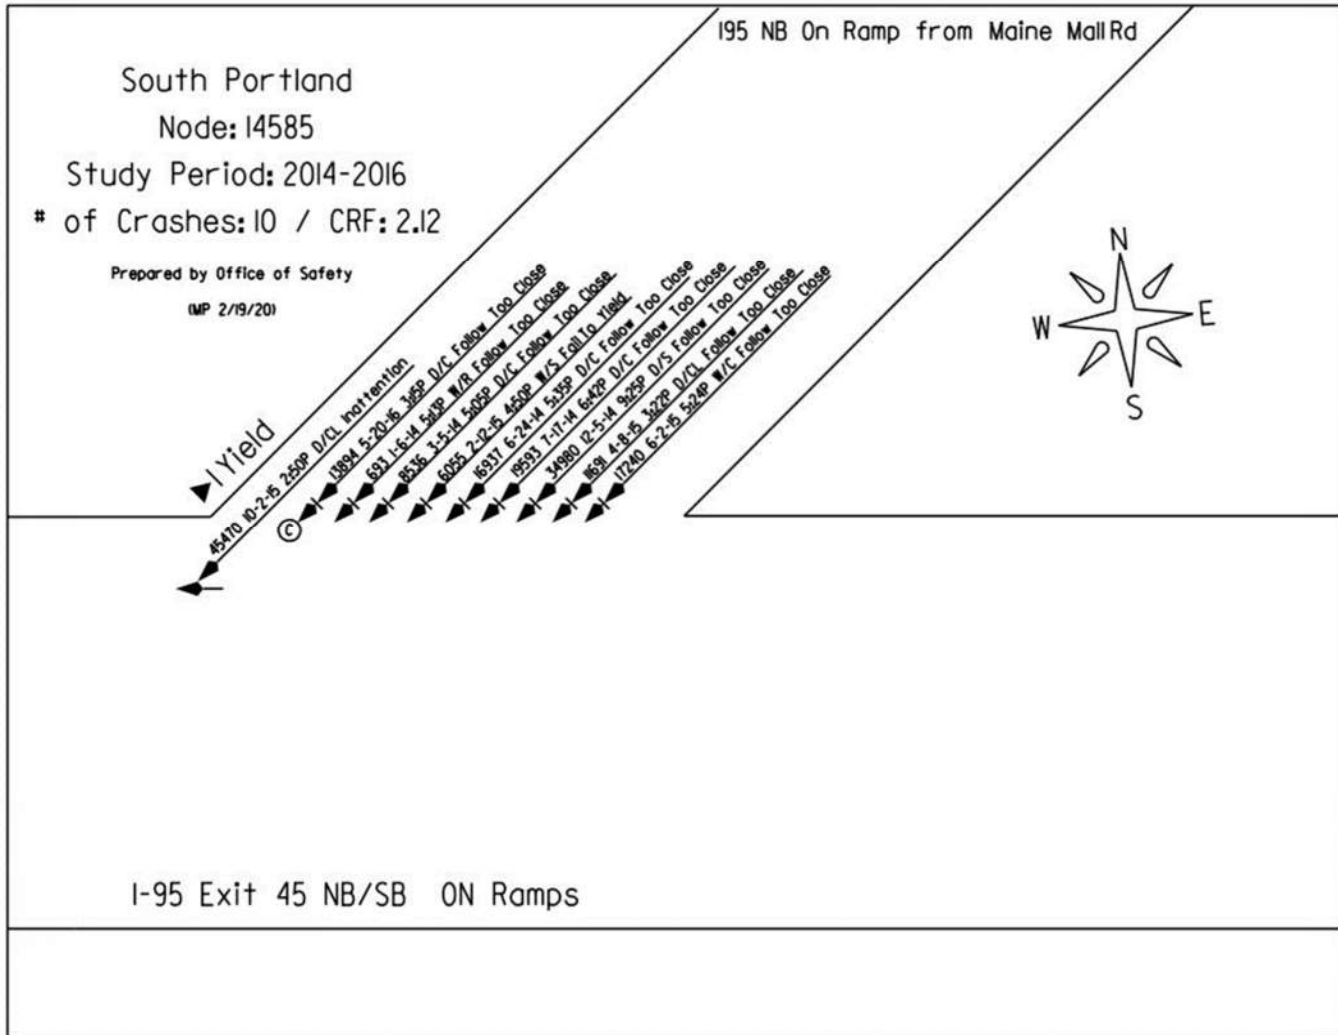 I95 NB On Ramp from Maine Mall Rd
South Portland
Node: 14585
Study Period: 2014-2016
# of Crashes: 10 / CRF: 2.12
Prepared by Office of Safety
(MP 2/19/20)
1 Yield
45470 10-2-15 2:50P D/CL Inattention
13894 5-20-16 3:15P D/C Follow Too Close
693 1-6-14 5:13P W/R Follow Too Close
8536 3-5-14 5:05P D/C Follow Too Close
6055 2-12-15 4:50P W/S Fail To Yield
16937 6-24-14 5:35P D/C Follow Too Close
19593 7-17-14 6:42P D/C Follow Too Close
34980 12-5-14 9:25P D/S Follow Too Close
11691 4-8-15 3:22P D/CL Follow Too Close
17240 6-2-15 5:24P W/C Follow Too Close
C
N
W
E
S
I-95 Exit 45 NB/SB ON Ramps